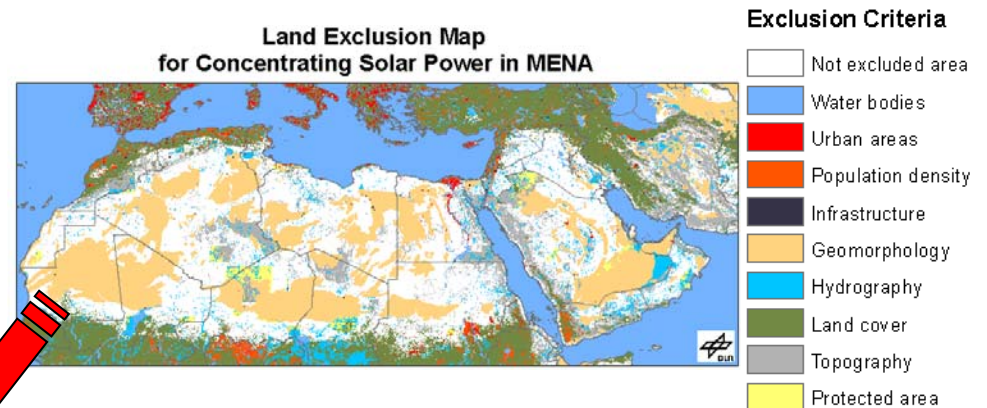 Land Exclusion Map
for Concentrating Solar Power in MENA
Exclusion Criteria
Not excluded area
Water bodies
Urban areas
Population density
Infrastructure
Geomorphology
Hydrography
Land cover
Topography
Protected area
DLR